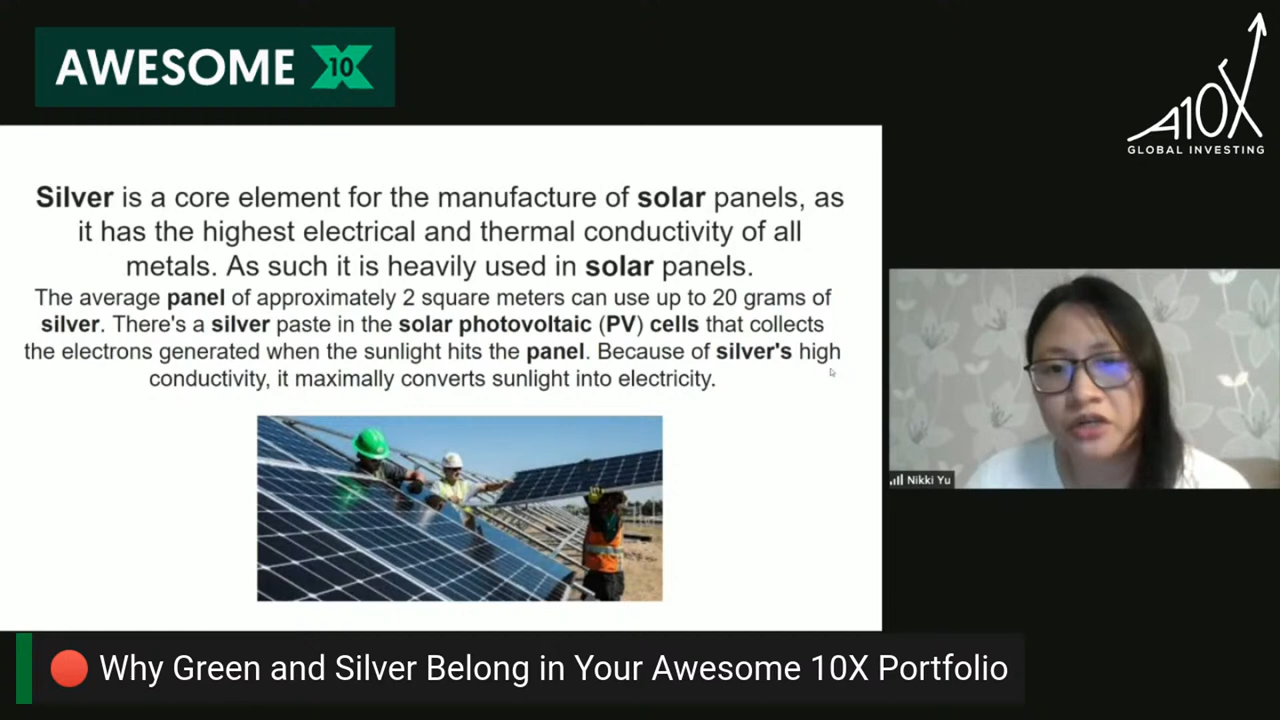 AWESOME 10X
A10X
GLOBAL INVESTING
Silver is a core element for the manufacture of solar panels, as
it has the highest electrical and thermal conductivity of all
metals. As such it is heavily used in solar panels.
The average panel of approximately 2 square meters can use up to 20 grams of
silver. There's a silver paste in the solar photovoltaic (PV) cells that collects
the electrons generated when the sunlight hits the panel. Because of silver's high
conductivity, it maximally converts sunlight into electricity.
Nikki Yu
Why Green and Silver Belong in Your Awesome 10X Portfolio